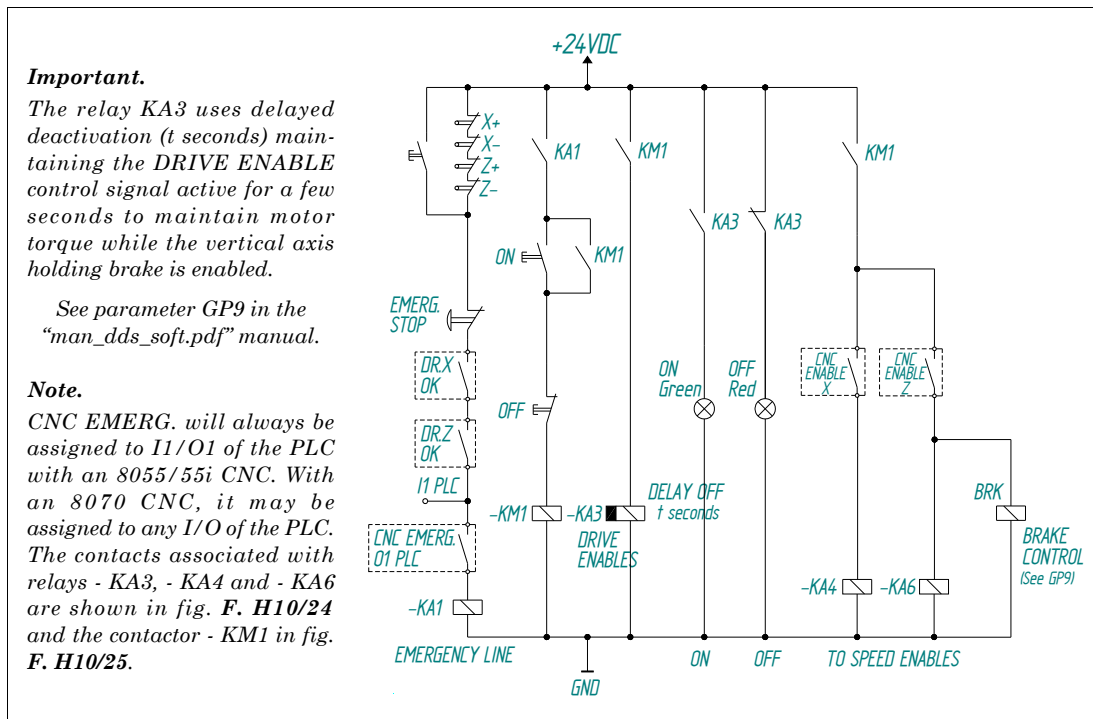 Important.
The relay KA3 uses delayed
deactivation (t seconds) main-
taining the DRIVE ENABLE
control signal active for a few
seconds to maintain motor
torque while the vertical axis
holding brake is enabled.
See parameter GP9 in the
“man_dds_soft.pdf” manual.
Note.
CNC EMERG. will always be
assigned to I1/O1 of the PLC
with an 8055/55i CNC. With
an 8070 CNC, it may be
assigned to any I/O of the PLC.
The contacts associated with
relays - KA3, - KA4 and - KA6
are shown in fig. F. H10/24
and the contactor - KM1 in fig.
F. H10/25.
+24VDC
X+
X-
Z+
Z-
KA1
KM1
KM1
KA3
KA3
ON
KM1
EMERG.
STOP
DR.X
OK
DR.Z
OK
I1 PLC
CNC EMERG.
O1 PLC
-KA1
OFF
-KM1
-KA3
DELAY OFF
t seconds
DRIVE
ENABLES
ON
Green
OFF
Red
CNC
ENABLE
X
CNC
ENABLE
Z
BRK
BRAKE
CONTROL
(See GP9)
-KA4
-KA6
EMERGENCY LINE
GND
ON
OFF
TO SPEED ENABLES